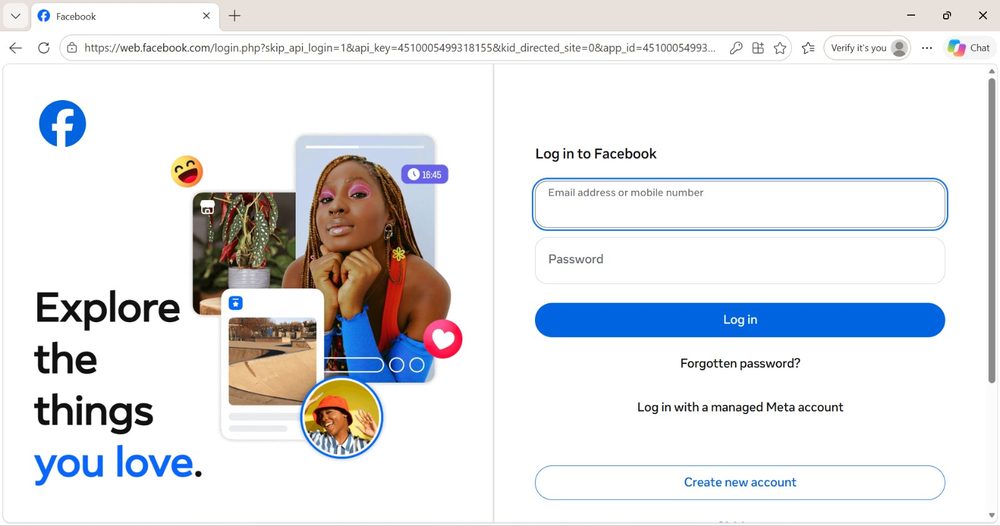 Facebook
https://web.facebook.com/login.php?skip_api_login=1&api_key=451000549931815&kid_directed_site=0&app_id=45100054993...
Verify it's you
Chat
16:45
Explore
the
things
you love.
Log in to Facebook
Email address or mobile number
Password
Log in
Forgotten password?
Log in with a managed Meta account
Create new account